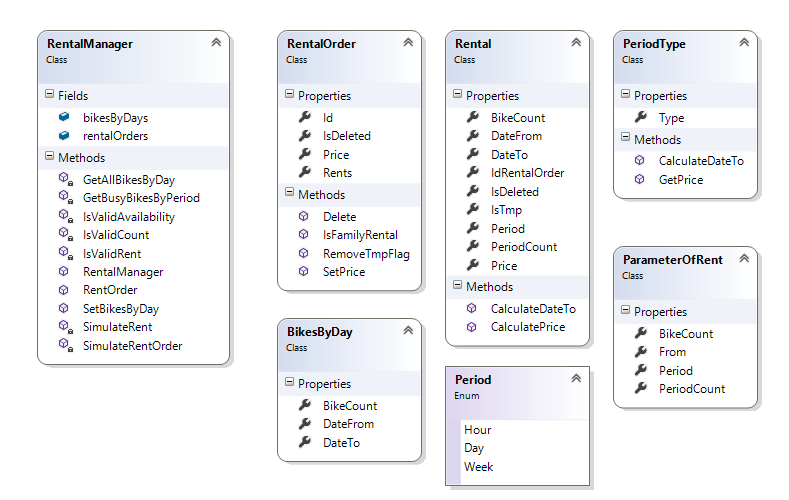 RentalManager
Class
Fields
bikesByDays
rentalOrders
Methods
GetAllBikesByDay
GetBusyBikesByPeriod
IsValidAvailability
IsValidCount
IsValidRent
RentalManager
RentOrder
SetBikesByDay
SimulateRent
SimulateRentOrder
RentalOrder
Class
Properties
Id
IsDeleted
Price
Rents
Methods
Delete
IsFamilyRental
RemoveTmpFlag
SetPrice
BikesByDay
Class
Properties
BikeCount
DateFrom
DateTo
Rental
Class
Properties
BikeCount
DateFrom
DateTo
IdRentalOrder
IsDeleted
IsTmp
Period
PeriodCount
Price
Methods
CalculateDateTo
CalculatePrice
Period
Enum
Hour
Day
Week
PeriodType
Class
Properties
Type
Methods
CalculateDateTo
GetPrice
ParameterOfRent
Class
Properties
BikeCount
From
Period
PeriodCount